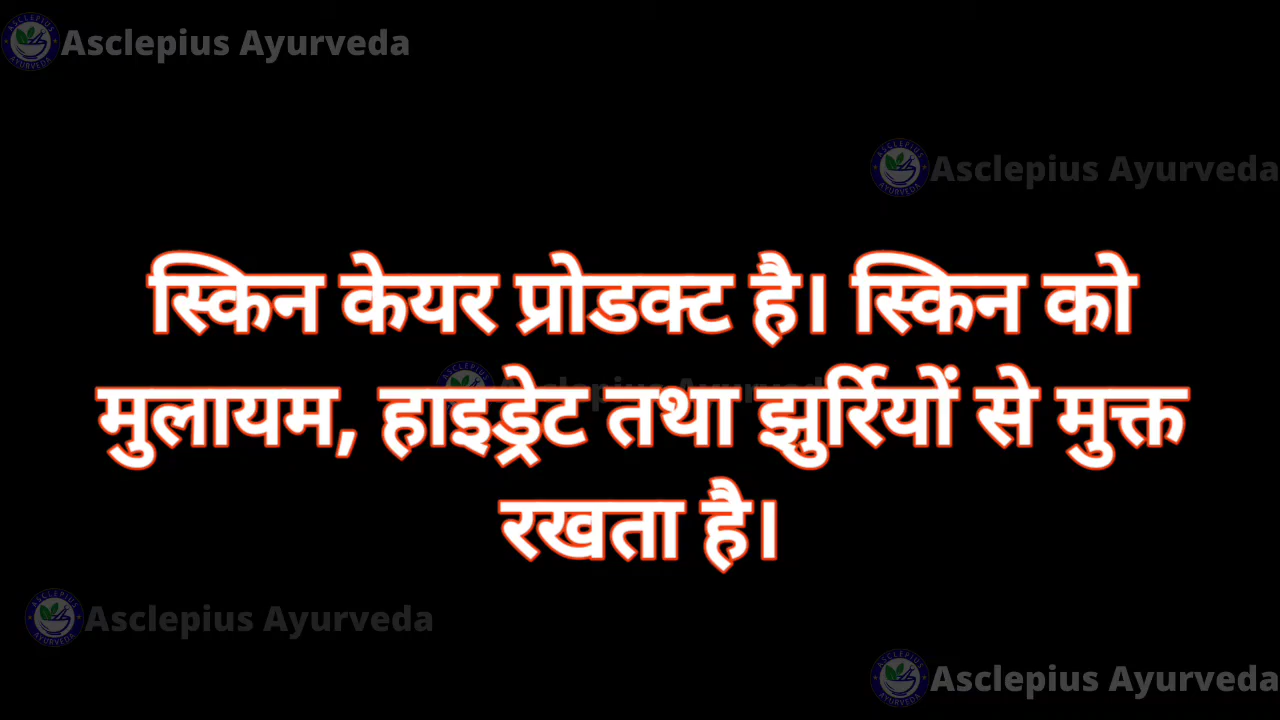 Asclepius Ayurveda
Asclepius Ayurveda
स्किन केयर प्रोडक्ट है। स्किन को
मुलायम, हाइड्रेट तथा झुर्रियों से मुक्त
रखता है।
Asclepius Ayurveda
Asclepius Ayurveda